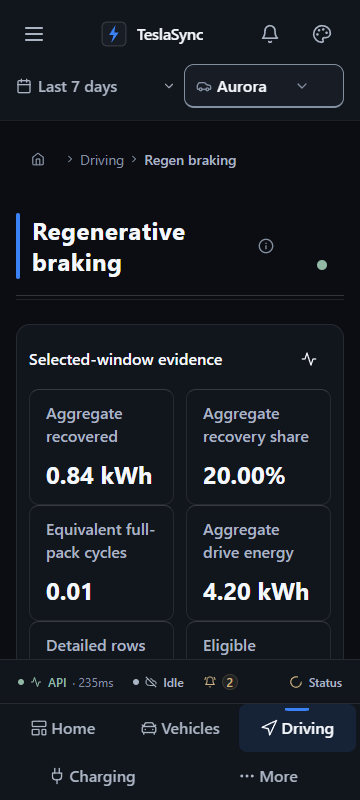 TeslaSync
Last 7 days
Aurora
Driving
Regen braking
Regenerative
braking
Selected-window evidence
Aggregate
recovered
0.84 kWh
Aggregate
recovery share
20.00%
Equivalent full-
pack cycles
0.01
Aggregate
drive energy
4.20 kWh
Detailed rows
Eligible
API · 235ms
Idle
2
Status
Home
Vehicles
Driving
Charging
More